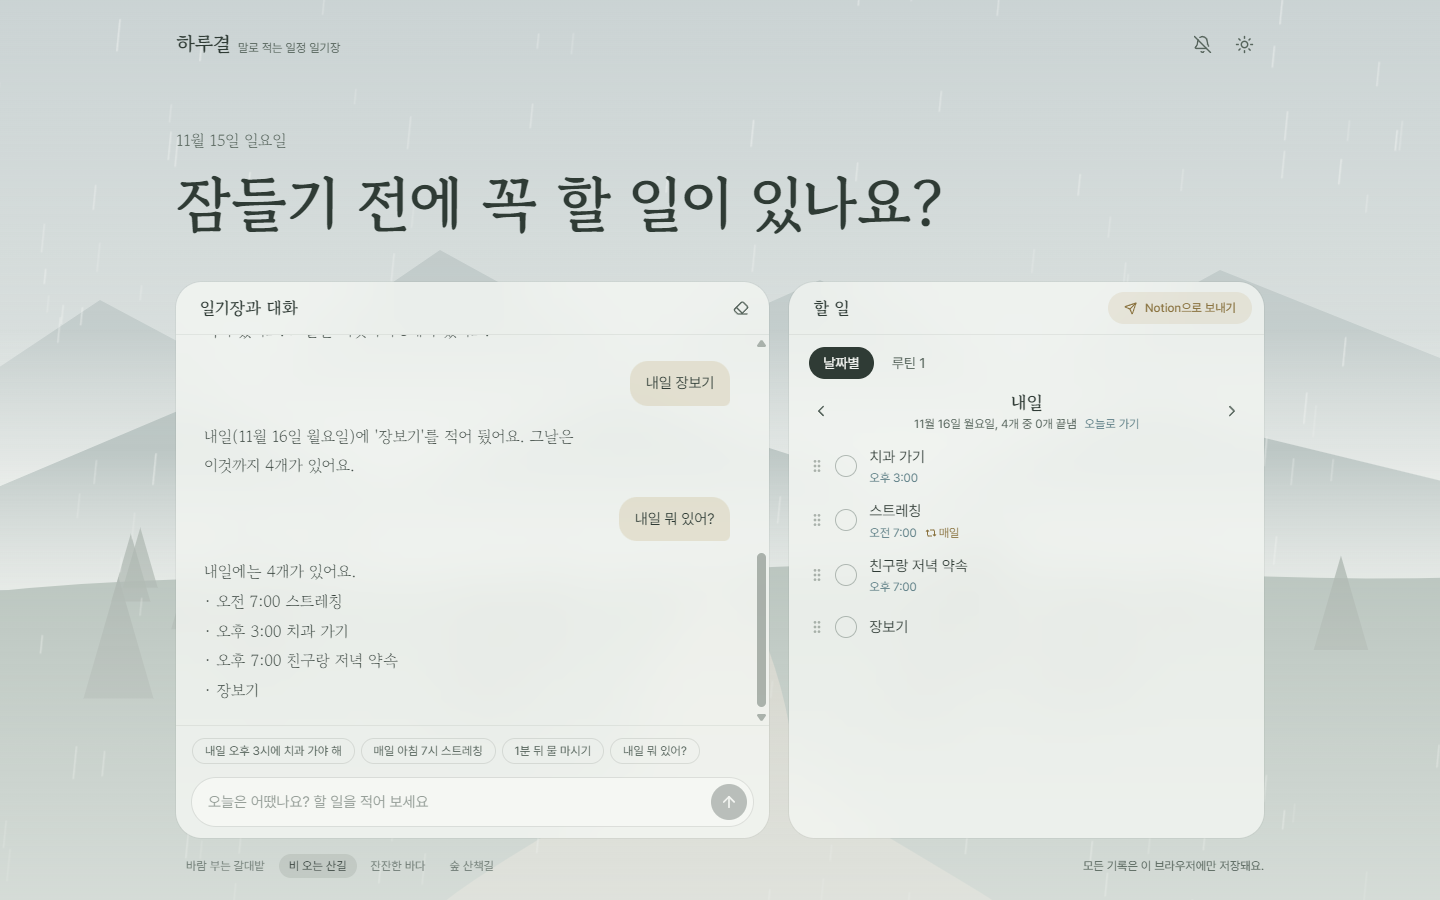 하루결 말로 적는 일정 일기장
11월 15일 일요일
잠들기 전에 꼭 할 일이 있나요?
일기장과 대화
내일 장보기
내일(11월 16일 월요일)에 '장보기'를 적어 뒀어요. 그날은
이것까지 4개가 있어요.
내일 뭐 있어?
내일에는 4개가 있어요.
· 오전 7:00 스트레칭
· 오후 3:00 치과 가기
· 오후 7:00 친구랑 저녁 약속
· 장보기
내일 오후 3시에 치과 가야 해
매일 아침 7시 스트레칭
1분 뒤 물 마시기
내일 뭐 있어?
오늘은 어땠나요? 할 일을 적어 보세요
할 일
Notion으로 보내기
날짜별
루틴 1
내일
11월 16일 월요일, 4개 중 0개 끝냄 오늘로 가기
치과 가기
오후 3:00
스트레칭
오전 7:00 매일
친구랑 저녁 약속
오후 7:00
장보기
바람 부는 갈대밭
비 오는 산길
잔잔한 바다
숲 산책길
모든 기록은 이 브라우저에만 저장돼요.